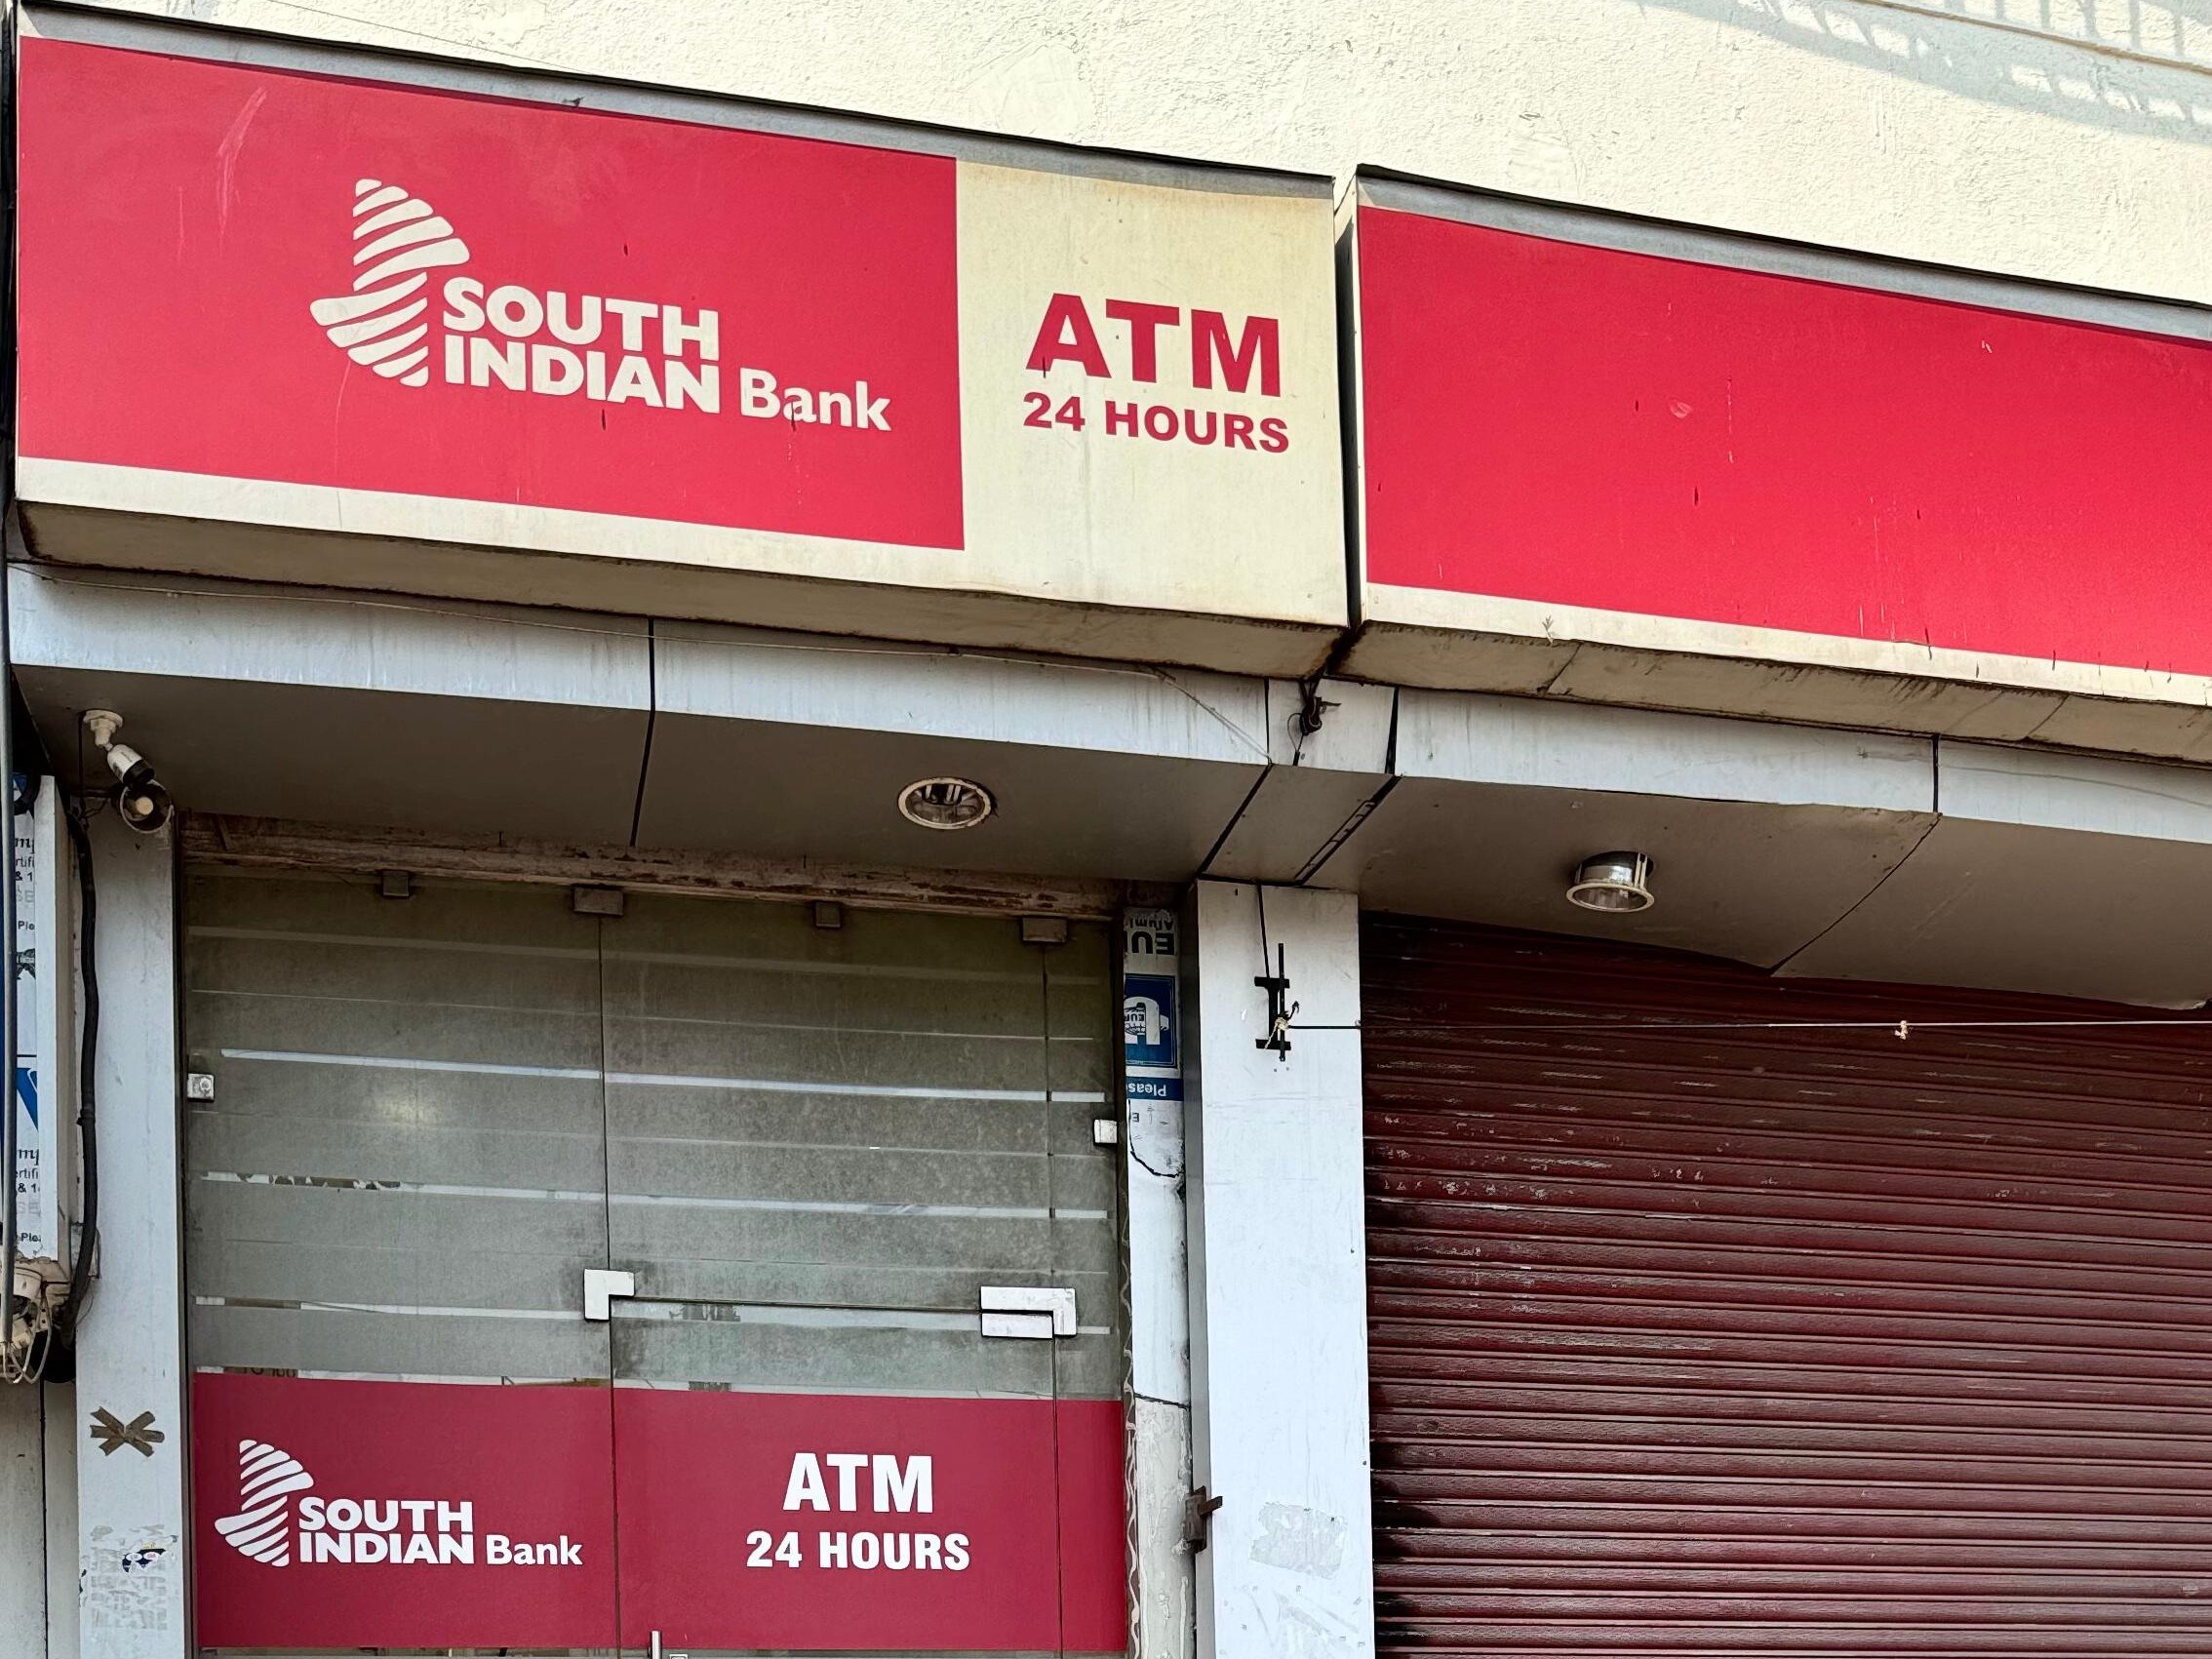 SOUTH
INDIAN Bank
ATM
24 HOURS
SOUTH
INDIAN Bank
ATM
24 HOURS